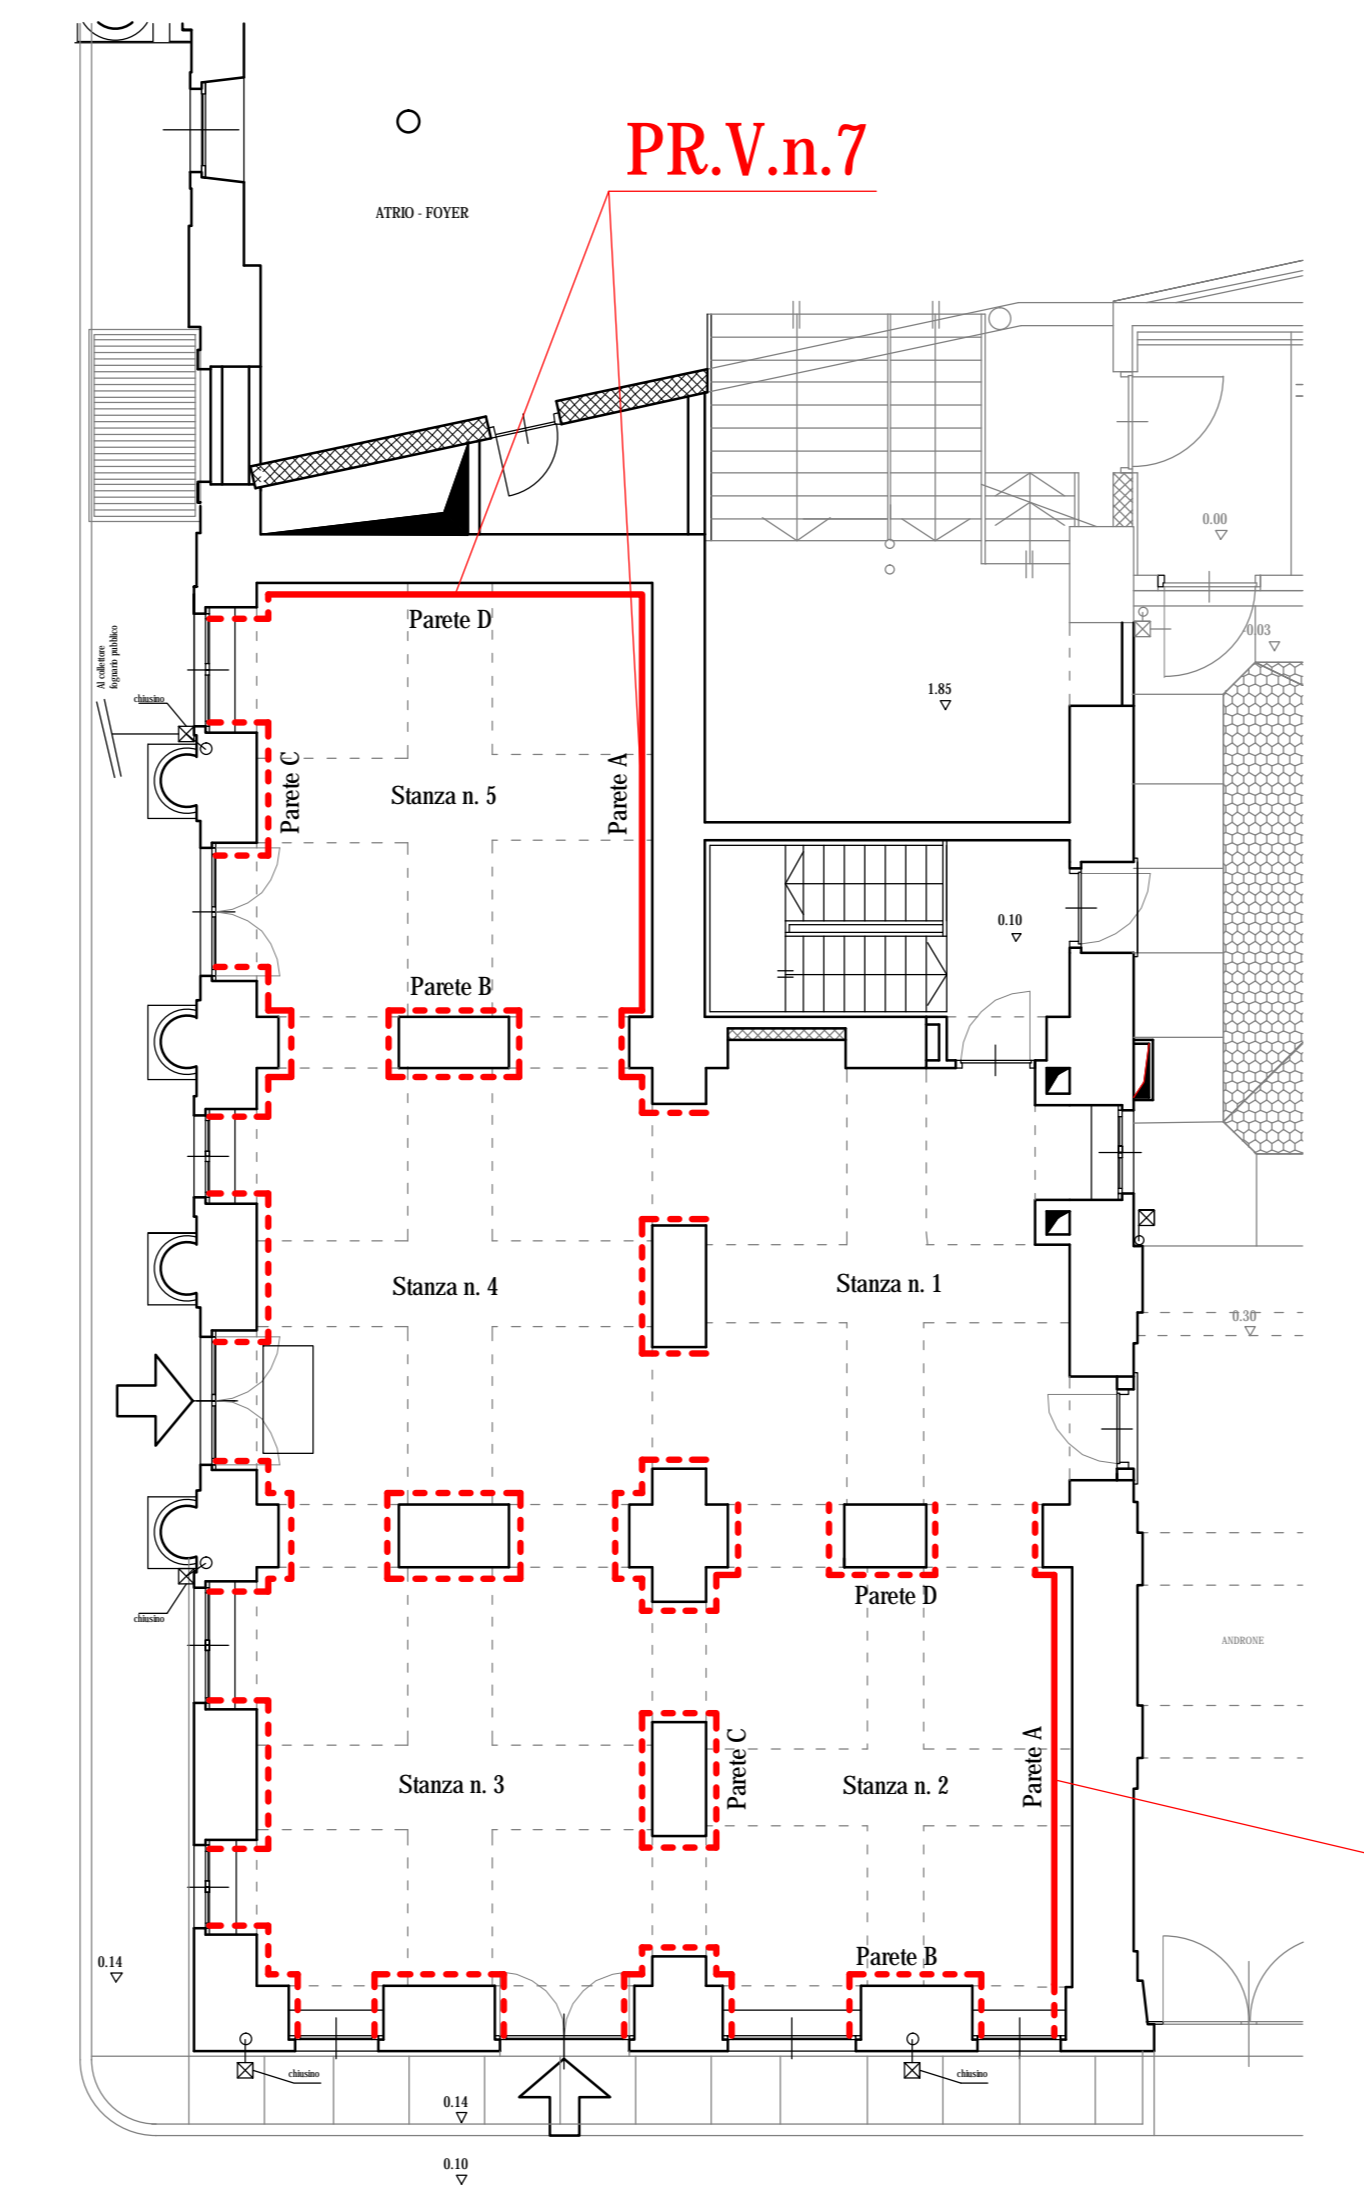 PR.V.n.7
ATRIO - FOYER
0.00
-0.03
Parete D
Al collettore
fognario pubblico
chiusino
1.85
Parete C
Stanza n. 5
Parete A
0.10
Parete B
Stanza n. 4
Stanza n. 1
0.30
Parete D
chiusino
ANDRONE
Stanza n. 3
Parete C
Stanza n. 2
Parete A
Parete B
0.14
chiusino
chiusino
0.14
0.10